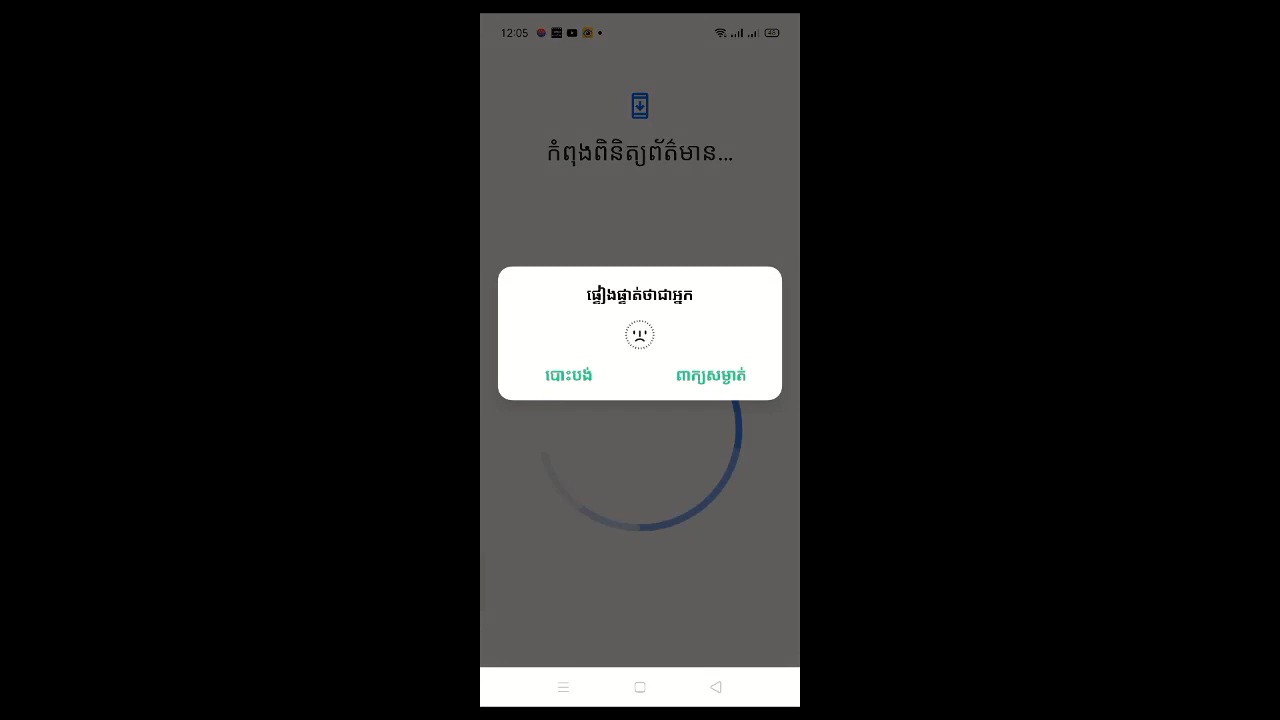 12:05
កំពុងពិនិត្យព័ត៌មាន...
ផ្ទៀងផ្ទាត់ថាជាអ្នក
បោះបង់ ពាក្យសម្ងាត់